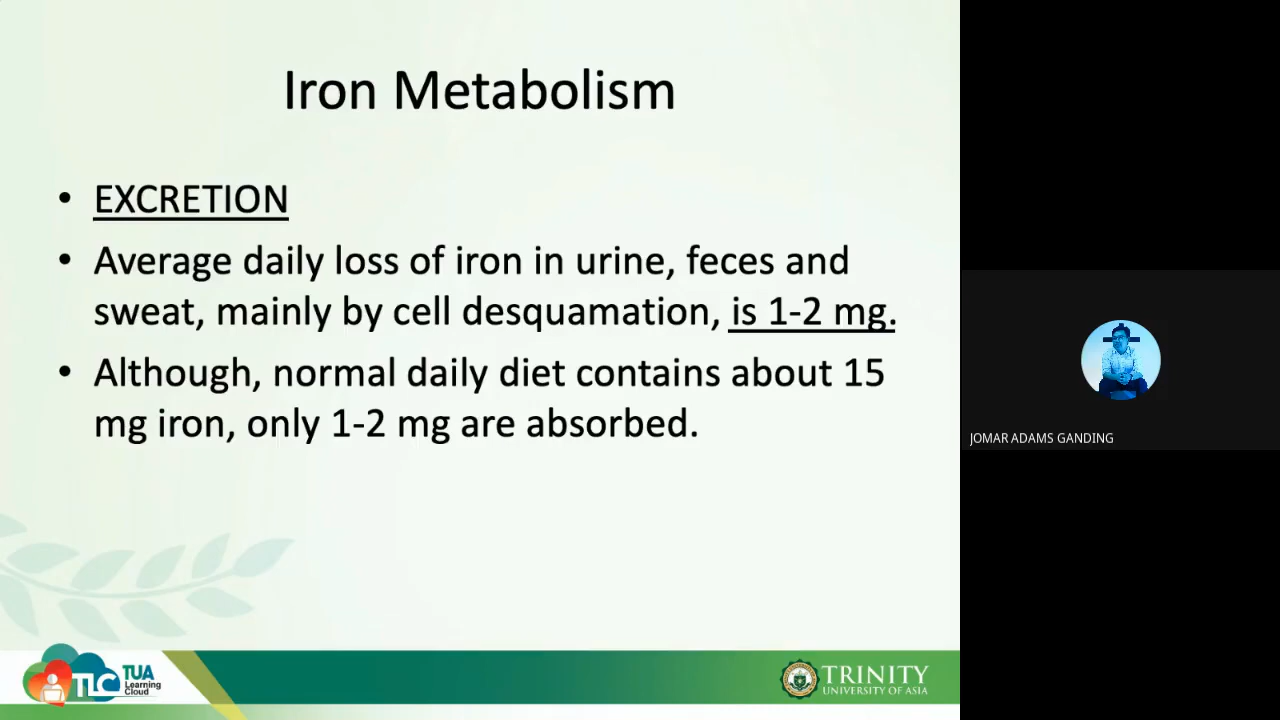 Iron Metabolism
• EXCRETION
• Average daily loss of iron in urine, feces and
sweat, mainly by cell desquamation, is 1-2 mg.
• Although, normal daily diet contains about 15
mg iron, only 1-2 mg are absorbed.
JOMAR ADAMS GANDING
TLC TUA
Learning
Cloud
TRINITY
UNIVERSITY OF ASIA